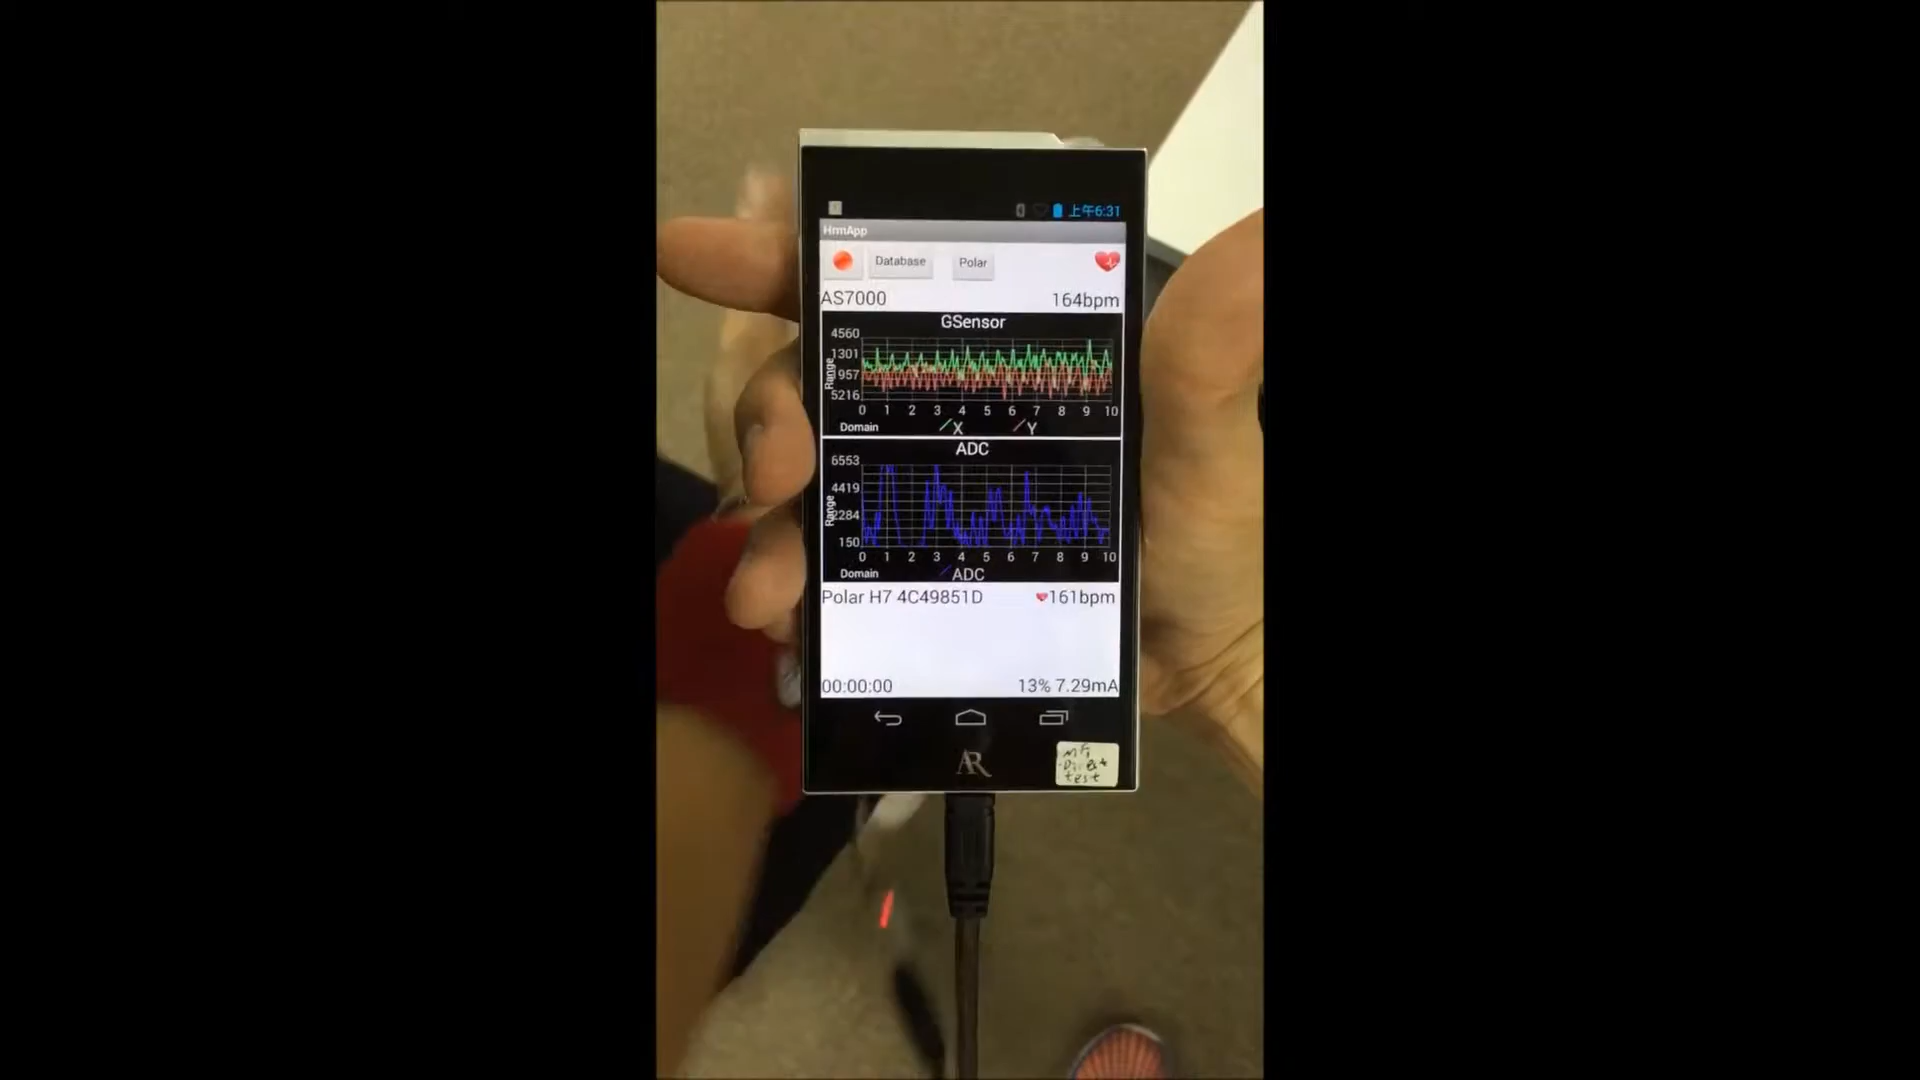 上午6:31
HrmApp
Database
Polar
AS7000
164bpm
GSensor
4560
1301
957
5216
Range
0 1 2 3 4 5 6 7 8 9 10
Domain
X
Y
ADC
6553
4419
2284
150
Range
0 1 2 3 4 5 6 7 8 9 10
Domain
ADC
Polar H7 4C49851D
161bpm
00:00:00
13% 7.29mA
AR
test